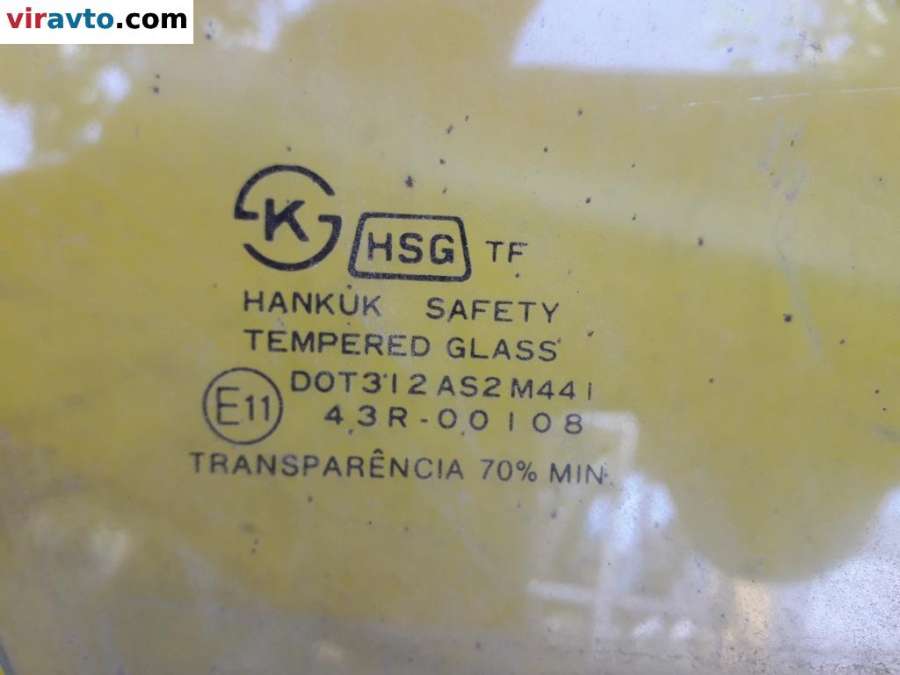 viravto.com
K HSG TF
HANKUK SAFETY
TEMPERED GLASS
DOT312 AS2 M441
E11
43R-00108
TRANSPARÊNCIA 70% MIN.